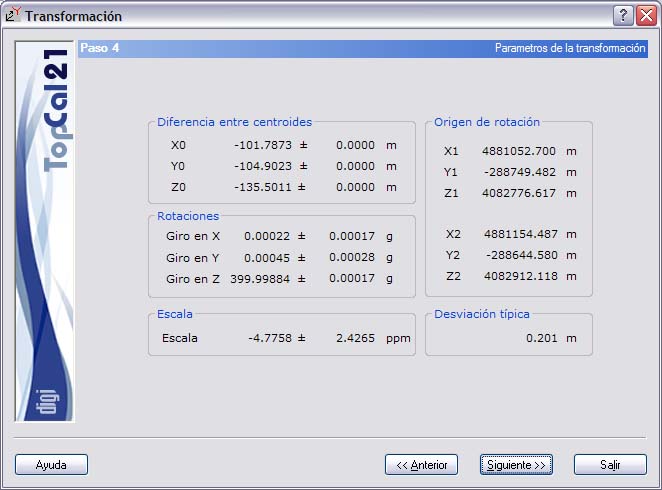 Transformación
Paso 4 Parametros de la transformación
TopCal 21
digi
Diferencia entre centroides
X0 -101.7873 ± 0.0000 m
Y0 -104.9023 ± 0.0000 m
Z0 -135.5011 ± 0.0000 m
Rotaciones
Giro en X 0.00022 ± 0.00017 g
Giro en Y 0.00045 ± 0.00028 g
Giro en Z 399.99884 ± 0.00017 g
Escala
Escala -4.7758 ± 2.4265 ppm
Origen de rotación
X1 4881052.700 m
Y1 -288749.482 m
Z1 4082776.617 m
X2 4881154.487 m
Y2 -288644.580 m
Z2 4082912.118 m
Desviación típica
0.201 m
Ayuda << Anterior Siguiente >> Salir